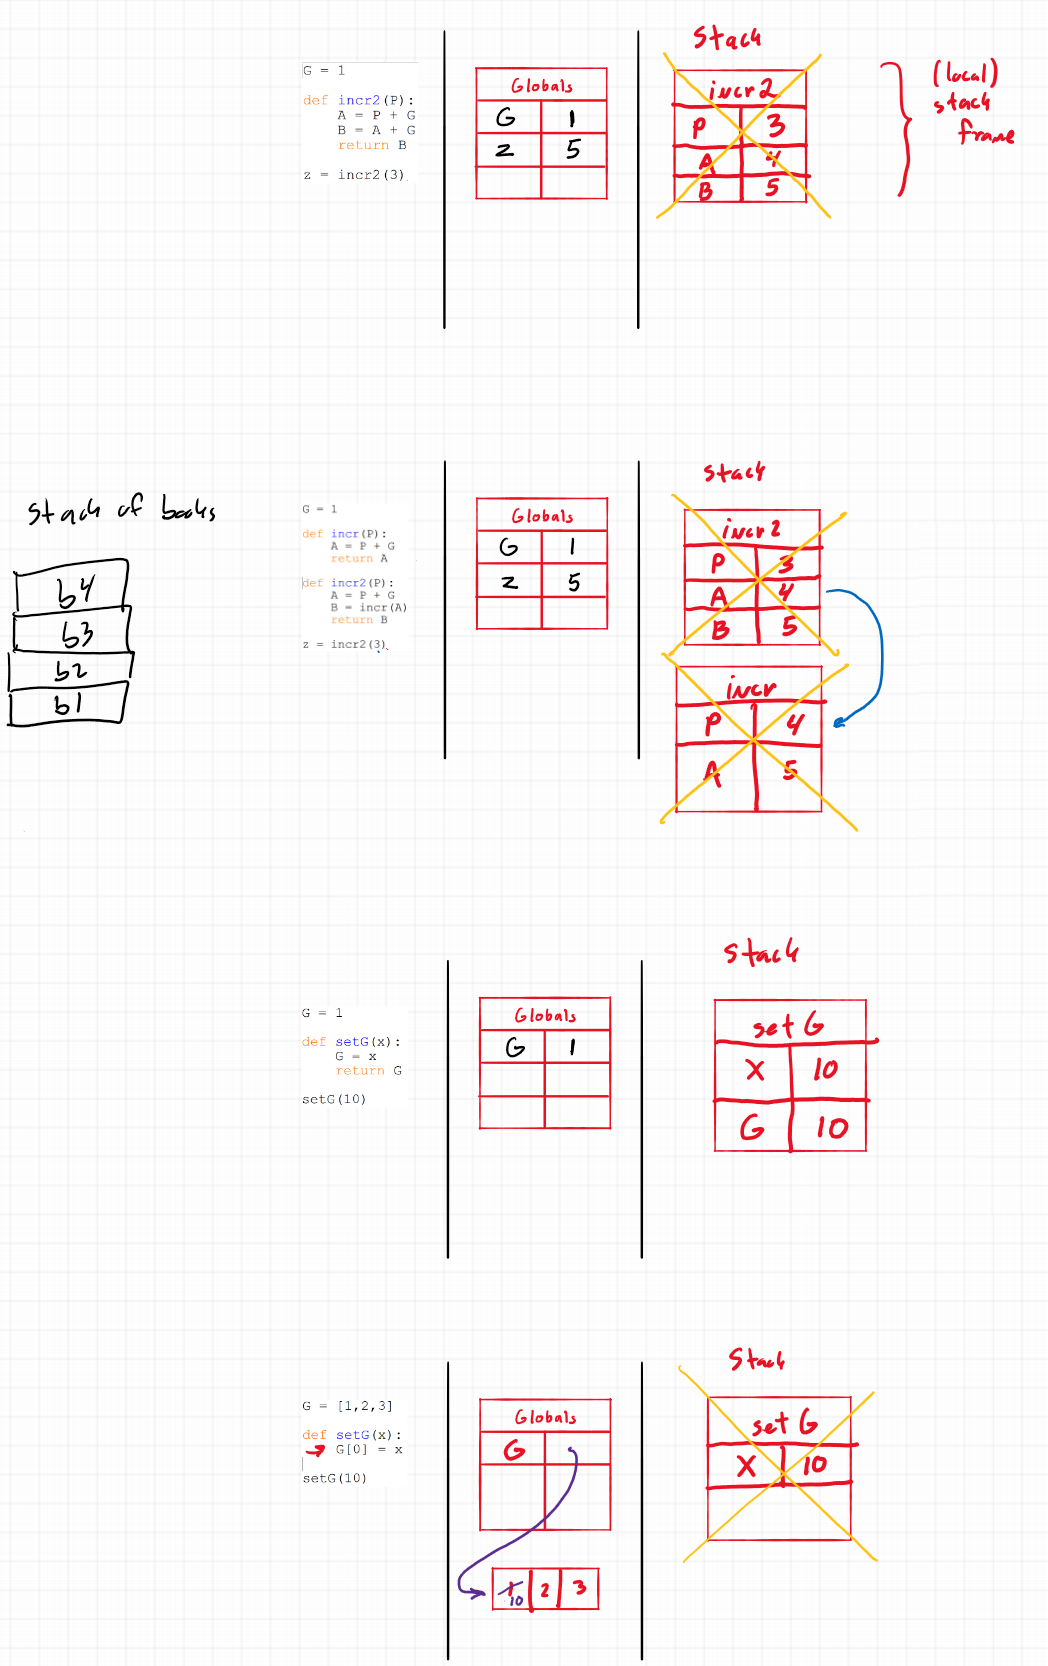 Stack
G = 1
def incr2(P):
    A = P + G
    B = A + G
    return B
z = incr2(3)
Globals
G 1
z 5
incr2
P 3
A 4
B 5
(local)
stack
frame
stack of books
b4
b3
b2
b1
G = 1
def incr(P):
    A = P + G
    return A
def incr2(P):
    A = P + G
    B = incr(A)
    return B
z = incr2(3)
Globals
G 1
z 5
stack
incr2
P 3
A 4
B 5
incr
P 4
A 5
G = 1
def setG(x):
    G = x
    return G
setG(10)
Globals
G 1
Stack
set G
X 10
G 10
G = [1,2,3]
def setG(x):
    G[0] = x
setG(10)
Globals
G
1 2 3
10
Stack
set G
X 10